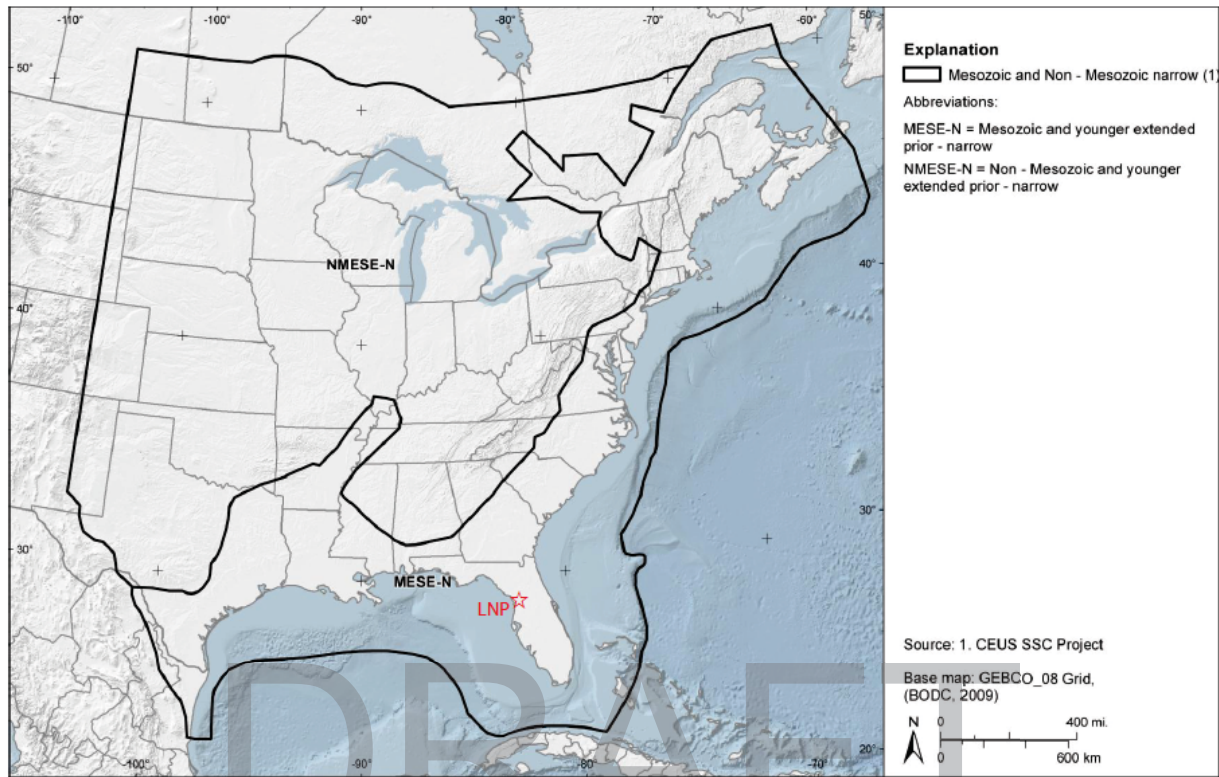 -110°
-100°
-90°
-80°
-70°
-60°
50°
50°
40°
40°
30°
30°
20°
-100°
-90°
-80°
-70°
NMESE-N
MESE-N
LNP
DRAFT
Explanation
Mesozoic and Non - Mesozoic narrow (1)
Abbreviations:
MESE-N = Mesozoic and younger extended
prior - narrow
NMESE-N = Non - Mesozoic and younger
extended prior - narrow
Source: 1. CEUS SSC Project
Base map: GEBCO_08 Grid,
(BODC, 2009)
N
0
400 mi.
0
600 km